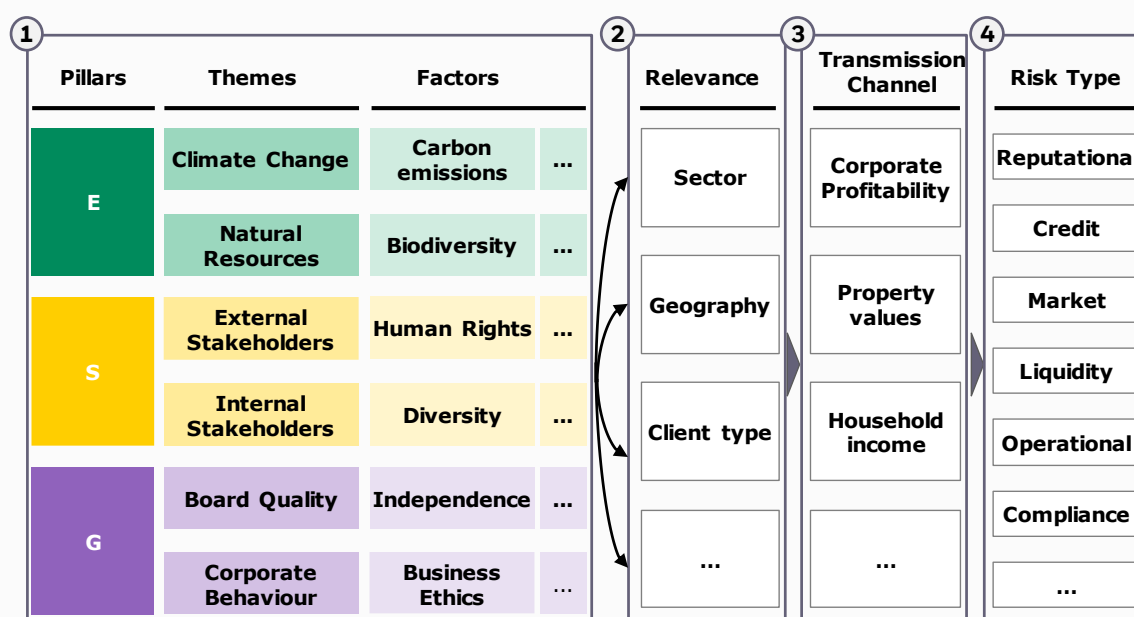 1
2
3
4
Pillars
Themes
Factors
Relevance
Transmission
Channel
Risk Type
E
Climate Change
Carbon
emissions
...
Natural
Resources
Biodiversity
...
S
External
Stakeholders
Human Rights
...
Internal
Stakeholders
Diversity
...
G
Board Quality
Independence
...
Corporate
Behaviour
Business
Ethics
...
Sector
Geography
Client type
...
Corporate
Profitability
Property
values
Household
income
...
Reputationa
Credit
Market
Liquidity
Operational
Compliance
...